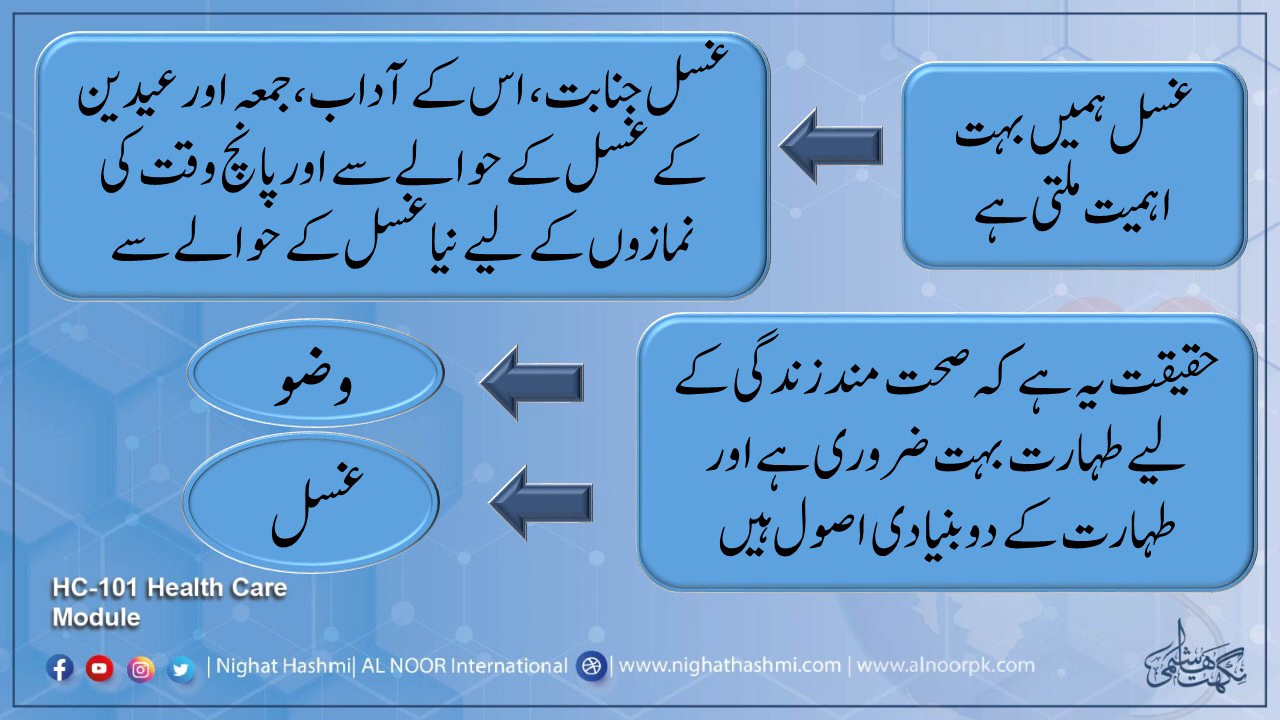 غسل ہمیں بہت
اہمیت ملتی ہے
غسل جنابت، اس کے آداب، جمعہ اور عیدین
کے غسل کے حوالے سے اور پانچ وقت کی
نمازوں کے لیے نیا غسل کے حوالے سے
حقیقت یہ ہے کہ صحت مند زندگی کے
لیے طہارت بہت ضروری ہے اور
طہارت کے دو بنیادی اصول ہیں
وضو
غسل
HC-101 Health Care
Module
| Nighat Hashmi| AL NOOR International | www.nighathashmi.com | www.alnoorpk.com
نگہت ہاشمی